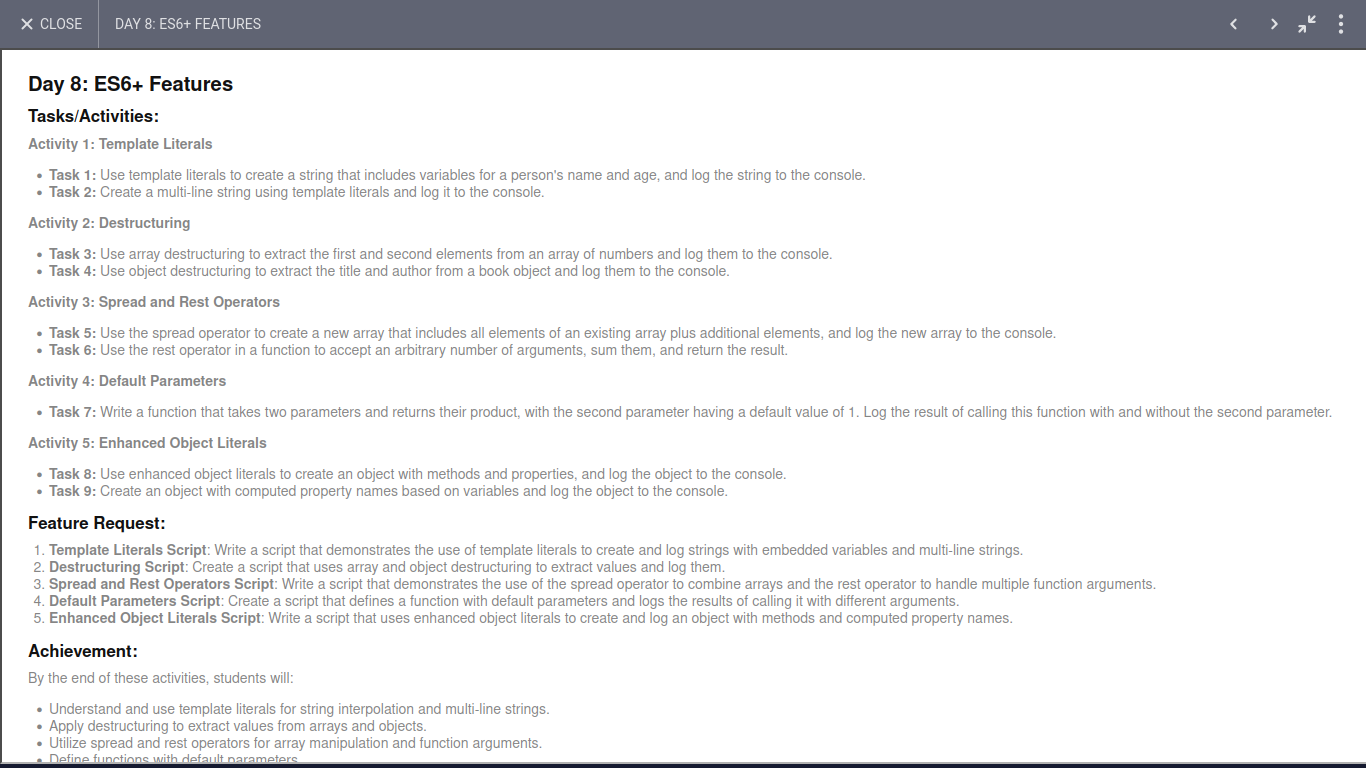 CLOSE
DAY 8: ES6+ FEATURES
Day 8: ES6+ Features
Tasks/Activities:
Activity 1: Template Literals
Task 1: Use template literals to create a string that includes variables for a person's name and age, and log the string to the console.
Task 2: Create a multi-line string using template literals and log it to the console.
Activity 2: Destructuring
Task 3: Use array destructuring to extract the first and second elements from an array of numbers and log them to the console.
Task 4: Use object destructuring to extract the title and author from a book object and log them to the console.
Activity 3: Spread and Rest Operators
Task 5: Use the spread operator to create a new array that includes all elements of an existing array plus additional elements, and log the new array to the console.
Task 6: Use the rest operator in a function to accept an arbitrary number of arguments, sum them, and return the result.
Activity 4: Default Parameters
Task 7: Write a function that takes two parameters and returns their product, with the second parameter having a default value of 1. Log the result of calling this function with and without the second parameter.
Activity 5: Enhanced Object Literals
Task 8: Use enhanced object literals to create an object with methods and properties, and log the object to the console.
Task 9: Create an object with computed property names based on variables and log the object to the console.
Feature Request:
1. Template Literals Script: Write a script that demonstrates the use of template literals to create and log strings with embedded variables and multi-line strings.
2. Destructuring Script: Create a script that uses array and object destructuring to extract values and log them.
3. Spread and Rest Operators Script: Write a script that demonstrates the use of the spread operator to combine arrays and the rest operator to handle multiple function arguments.
4. Default Parameters Script: Create a script that defines a function with default parameters and logs the results of calling it with different arguments.
5. Enhanced Object Literals Script: Write a script that uses enhanced object literals to create and log an object with methods and computed property names.
Achievement:
By the end of these activities, students will:
Understand and use template literals for string interpolation and multi-line strings.
Apply destructuring to extract values from arrays and objects.
Utilize spread and rest operators for array manipulation and function arguments.
Define functions with default parameters.